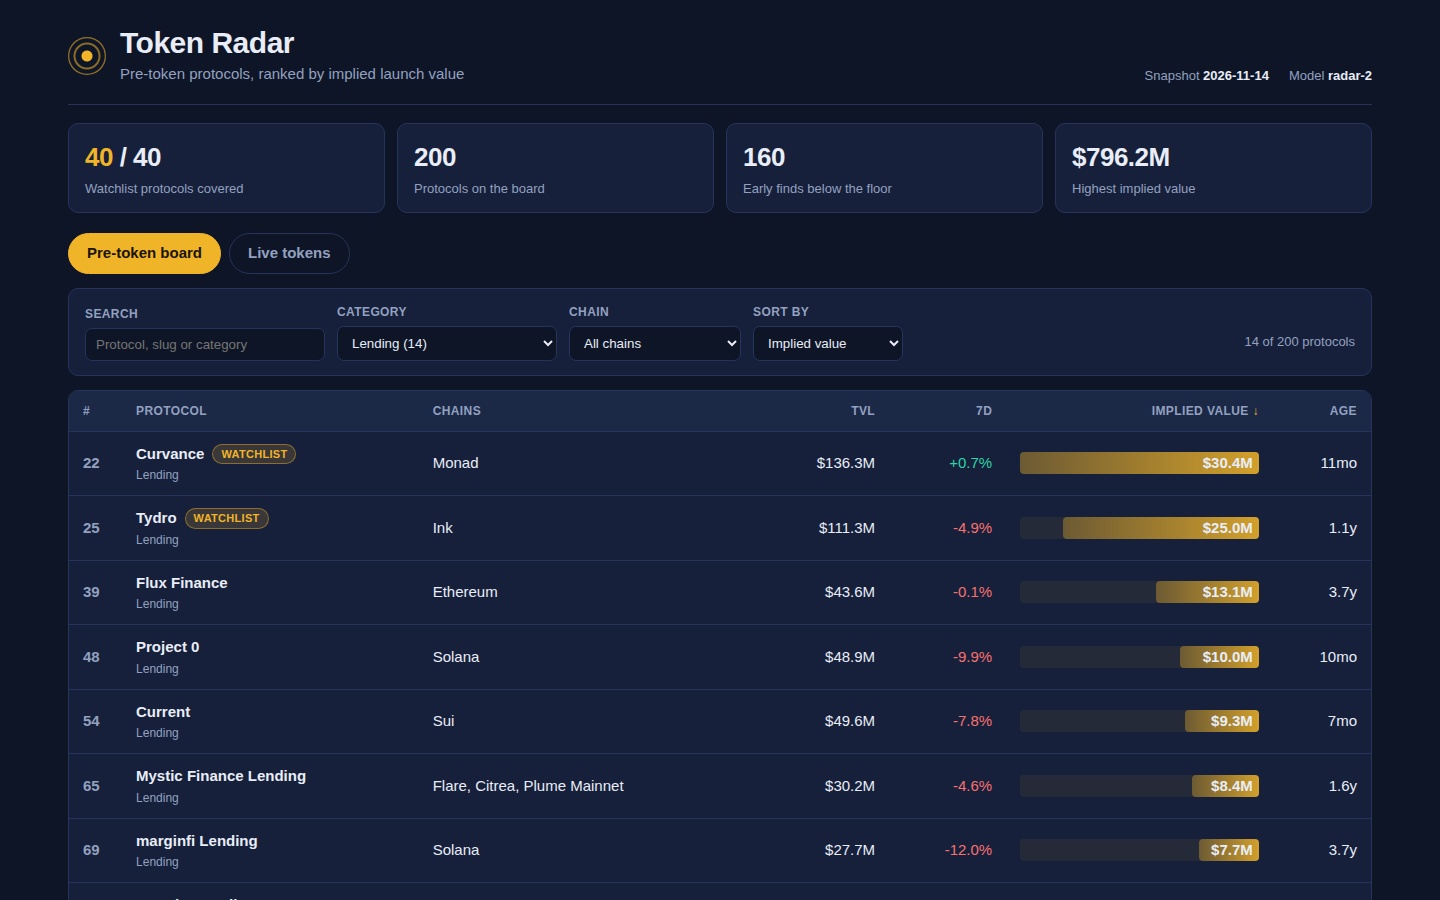 Token Radar
Pre-token protocols, ranked by implied launch value
Snapshot 2026-11-14 Model radar-2
40 / 40
Watchlist protocols covered
200
Protocols on the board
160
Early finds below the floor
$796.2M
Highest implied value
Pre-token board
Live tokens
SEARCH
Protocol, slug or category
CATEGORY
Lending (14)
CHAIN
All chains
SORT BY
Implied value
14 of 200 protocols
# PROTOCOL CHAINS TVL 7D IMPLIED VALUE ↓ AGE
22 Curvance WATCHLIST Monad $136.3M +0.7% $30.4M 11mo
Lending
25 Tydro WATCHLIST Ink $111.3M -4.9% $25.0M 1.1y
Lending
39 Flux Finance Ethereum $43.6M -0.1% $13.1M 3.7y
Lending
48 Project 0 Solana $48.9M -9.9% $10.0M 10mo
Lending
54 Current Sui $49.6M -7.8% $9.3M 7mo
Lending
65 Mystic Finance Lending Flare, Citrea, Plume Mainnet $30.2M -4.6% $8.4M 1.6y
Lending
69 marginfi Lending Solana $27.7M -12.0% $7.7M 3.7y
Lending